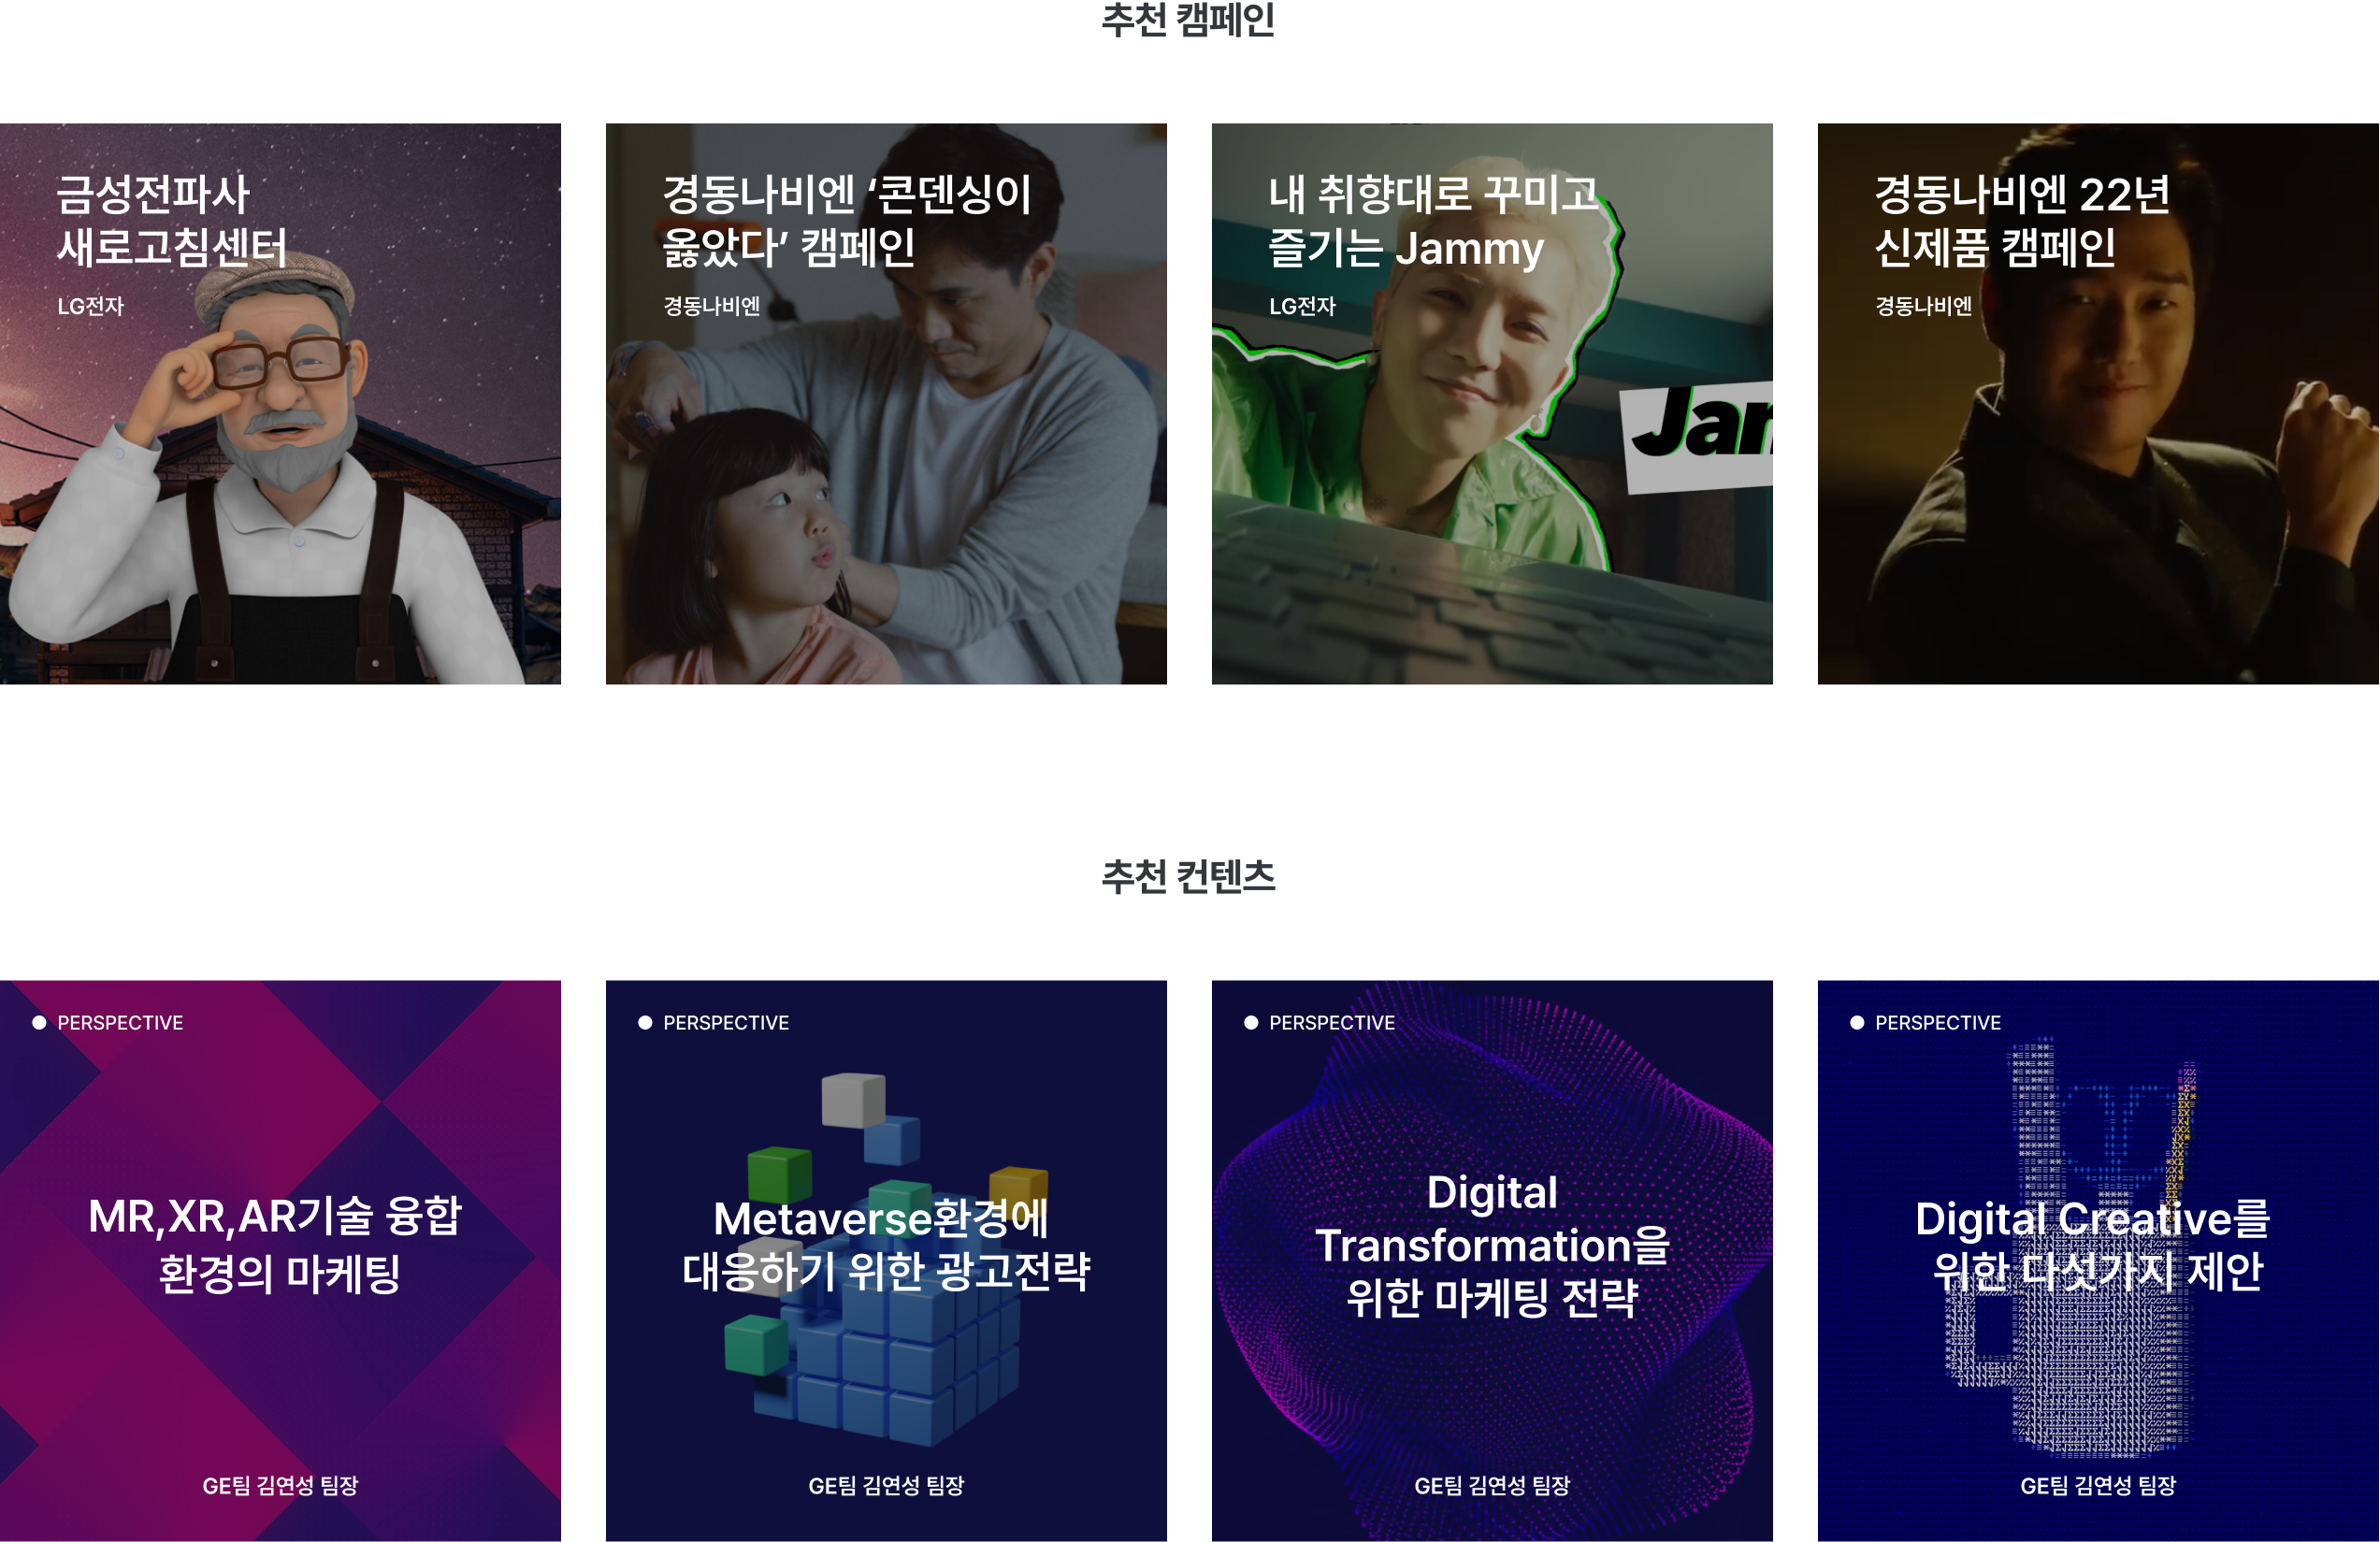 추천 캠페인
금성전파사
새로고침센터
LG전자
경동나비엔 ‘콘덴싱이
옳았다’ 캠페인
경동나비엔
내 취향대로 꾸미고
즐기는 Jammy
LG전자
Jar
경동나비엔 22년
신제품 캠페인
경동나비엔
추천 컨텐츠
PERSPECTIVE
MR,XR,AR기술 융합
환경의 마케팅
GE팀 김연성 팀장
PERSPECTIVE
Metaverse환경에
대응하기 위한 광고전략
GE팀 김연성 팀장
PERSPECTIVE
Digital
Transformation을
위한 마케팅 전략
GE팀 김연성 팀장
PERSPECTIVE
Digital Creative를
위한 다섯가지 제안
GE팀 김연성 팀장